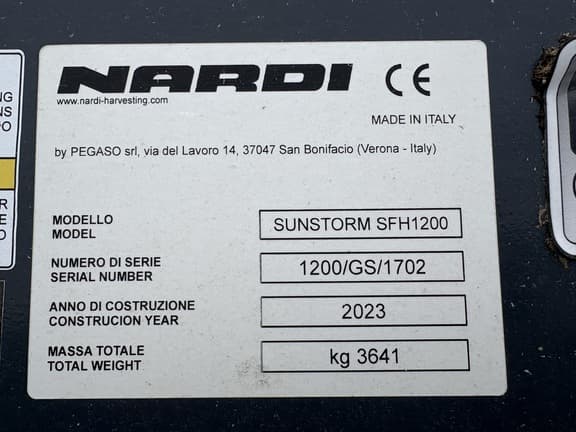 NARDI CE
www.nardi-harvesting.com
MADE IN ITALY
by PEGASO srl, via del Lavoro 14, 37047 San Bonifacio (Verona - Italy)
MODELLO
MODEL
SUNSTORM SFH1200
NUMERO DI SERIE
SERIAL NUMBER
1200/GS/1702
ANNO DI COSTRUZIONE
CONSTRUCION YEAR
2023
MASSA TOTALE
TOTAL WEIGHT
kg 3641